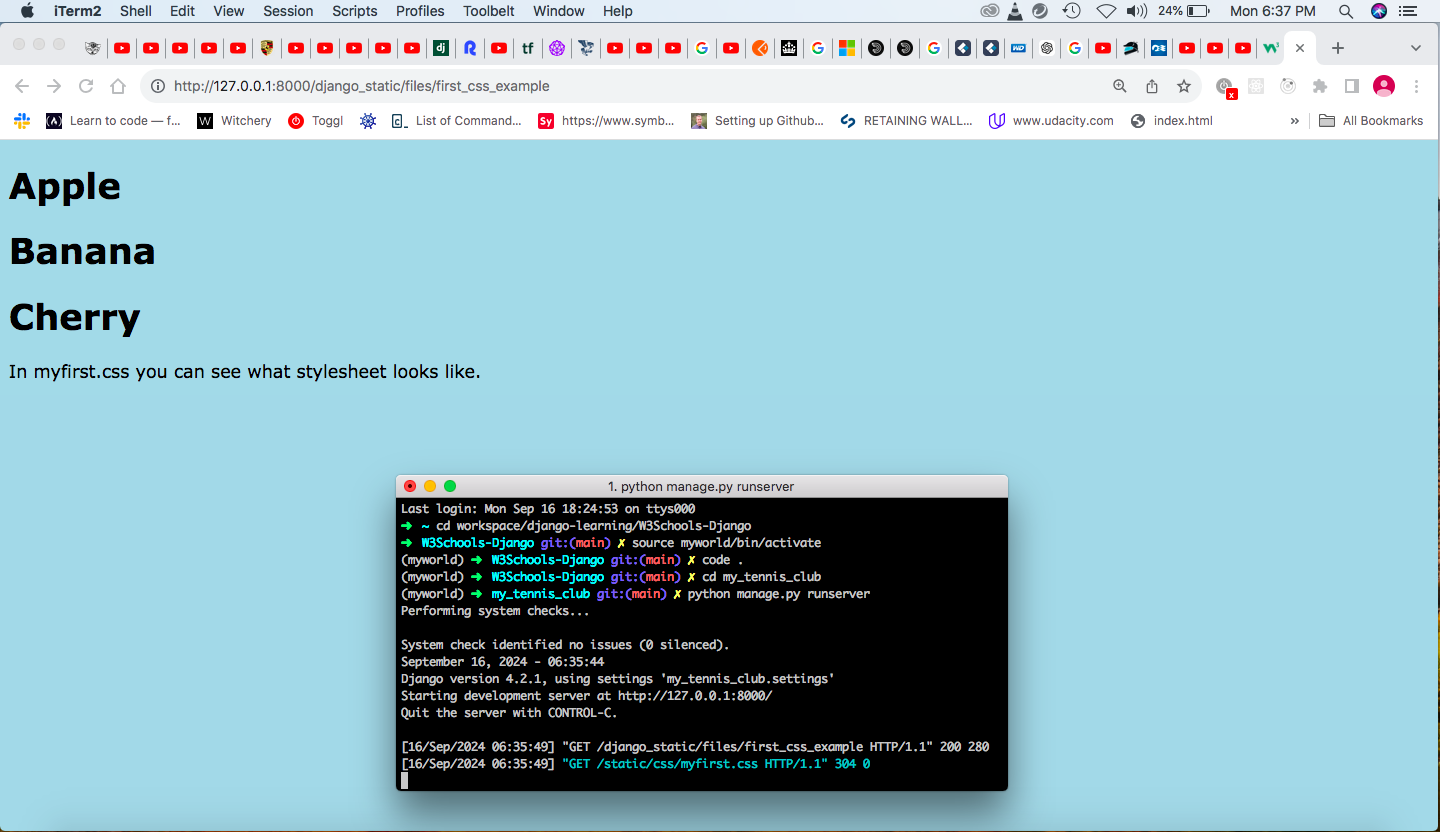 iTerm2 Shell Edit View Session Scripts Profiles Toolbelt Window Help 24% Mon 6:37 PM
http://127.0.0.1:8000/django_static/files/first_css_example
Learn to code — f... Witchery Toggl List of Command... https://www.symb... Setting up Github... RETAINING WALL... www.udacity.com index.html » All Bookmarks
Apple
Banana
Cherry
In myfirst.css you can see what stylesheet looks like.
1. python manage.py runserver
Last login: Mon Sep 16 18:24:53 on ttys000
➜ ~ cd workspace/django-learning/W3Schools-Django
➜ W3Schools-Django git:(main) ✗ source myworld/bin/activate
(myworld) ➜ W3Schools-Django git:(main) ✗ code .
(myworld) ➜ W3Schools-Django git:(main) ✗ cd my_tennis_club
(myworld) ➜ my_tennis_club git:(main) ✗ python manage.py runserver
Performing system checks...
System check identified no issues (0 silenced).
September 16, 2024 - 06:35:44
Django version 4.2.1, using settings 'my_tennis_club.settings'
Starting development server at http://127.0.0.1:8000/
Quit the server with CONTROL-C.
[16/Sep/2024 06:35:49] "GET /django_static/files/first_css_example HTTP/1.1" 200 280
[16/Sep/2024 06:35:49] "GET /static/css/myfirst.css HTTP/1.1" 304 0